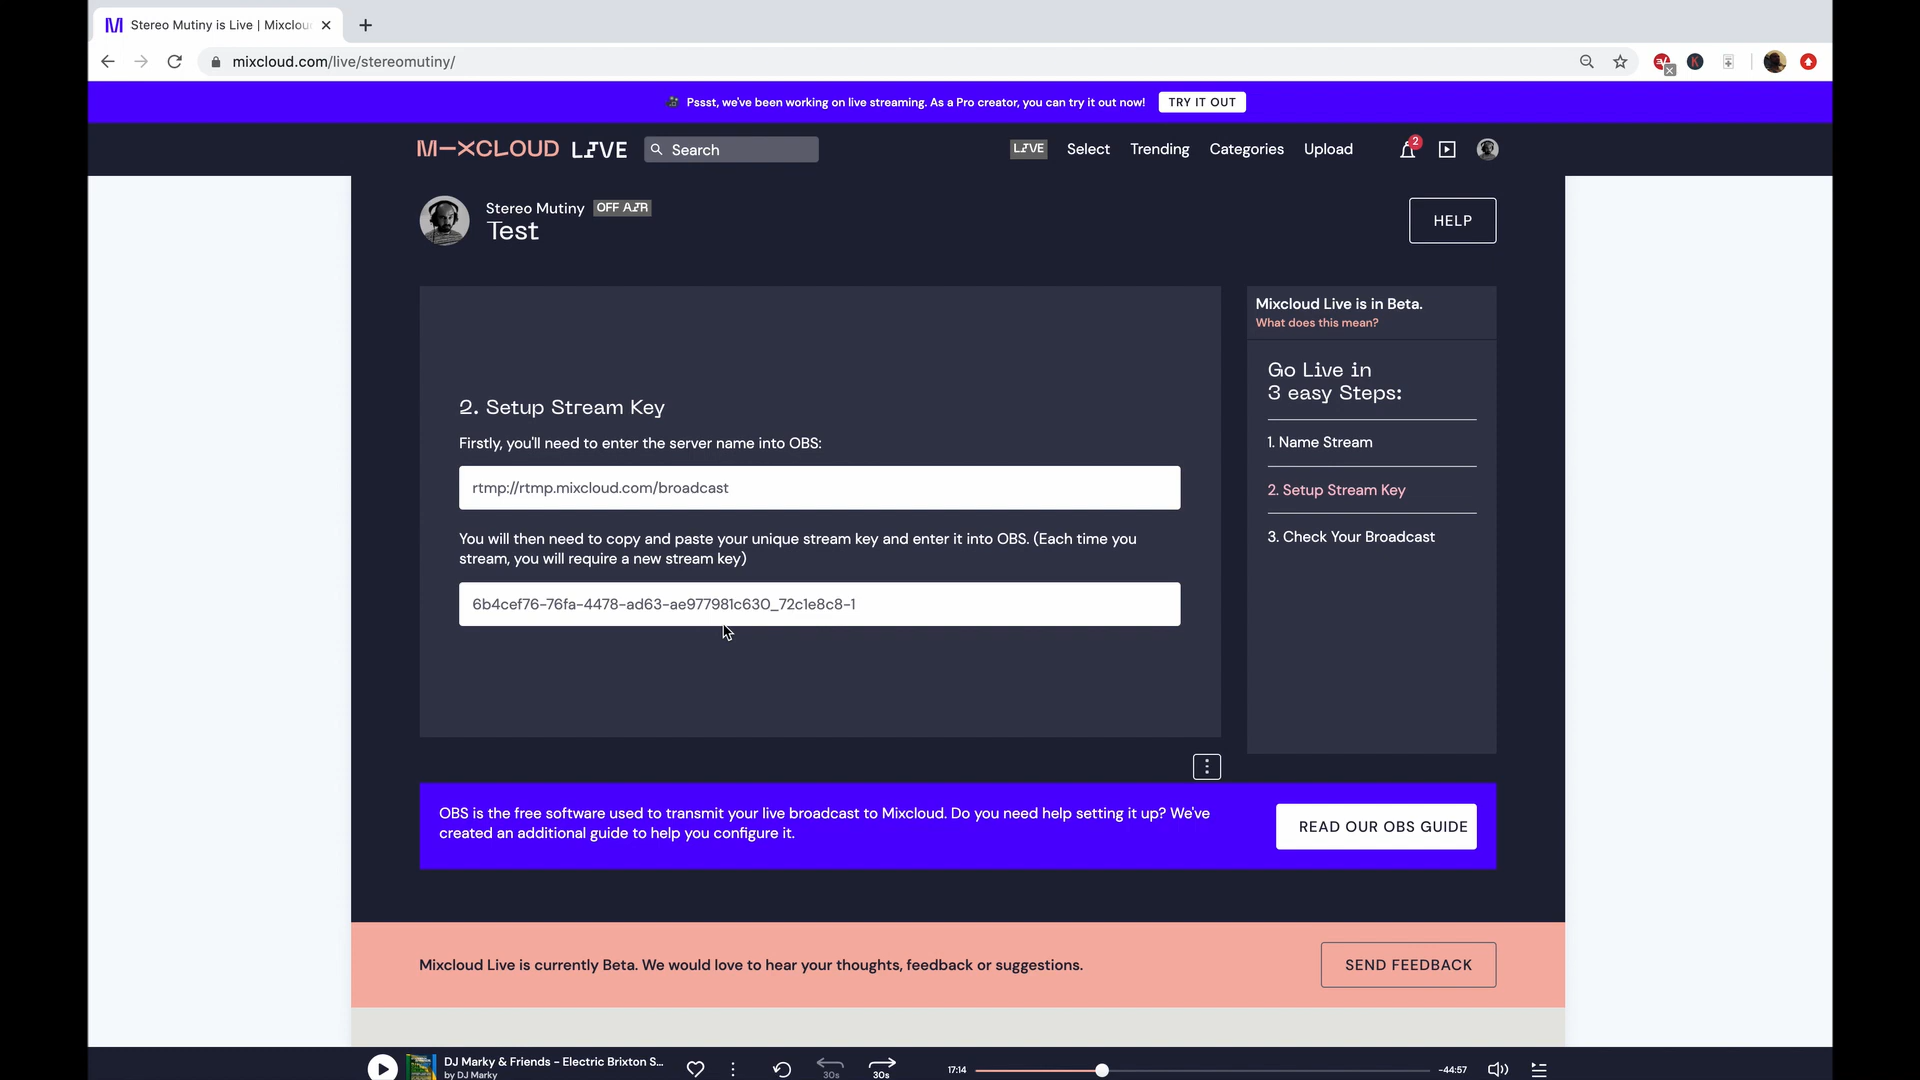 Stereo Mutiny is Live | Mixclou
mixcloud.com/live/stereomutiny/
Pssst, we've been working on live streaming. As a Pro creator, you can try it out now!
TRY IT OUT
MIXCLOUD LIVE
Search
LIVE
Select
Trending
Categories
Upload
2
Stereo Mutiny
OFF AIR
Test
HELP
2. Setup Stream Key
Firstly, you'll need to enter the server name into OBS:
rtmp://rtmp.mixcloud.com/broadcast
You will then need to copy and paste your unique stream key and enter it into OBS. (Each time you
stream, you will require a new stream key)
6b4cef76-76fa-4478-ad63-ae977981c630_72c1e8c8-1
Mixcloud Live is in Beta.
What does this mean?
Go Live in
3 easy Steps:
1. Name Stream
2. Setup Stream Key
3. Check Your Broadcast
OBS is the free software used to transmit your live broadcast to Mixcloud. Do you need help setting it up? We've
created an additional guide to help you configure it.
READ OUR OBS GUIDE
Mixcloud Live is currently Beta. We would love to hear your thoughts, feedback or suggestions.
SEND FEEDBACK
DJ Marky & Friends - Electric Brixton S...
by DJ Marky
30s
30s
17:14
-44:57